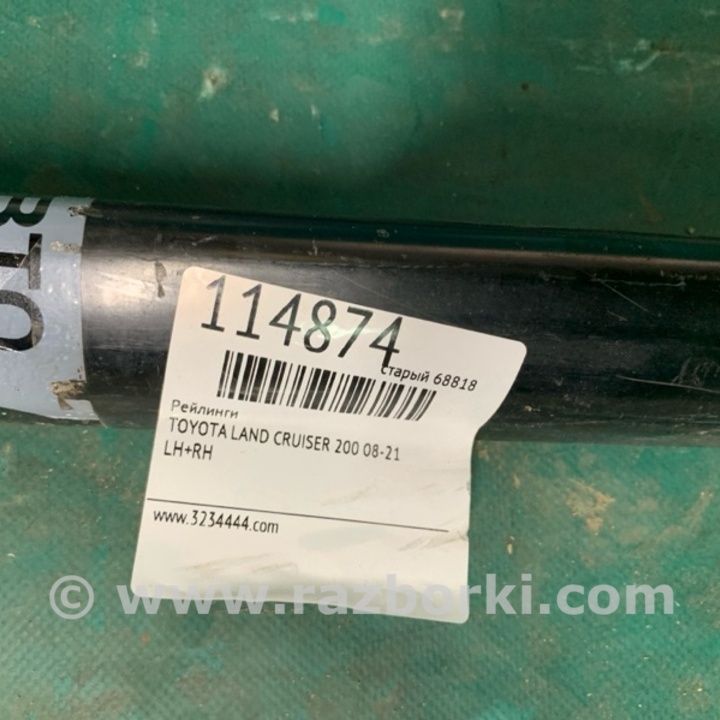 114874
старый 68818
Рейлинги
TOYOTA LAND CRUISER 200 08-21
LH+RH
www.3234444.com
© www.razborki.com